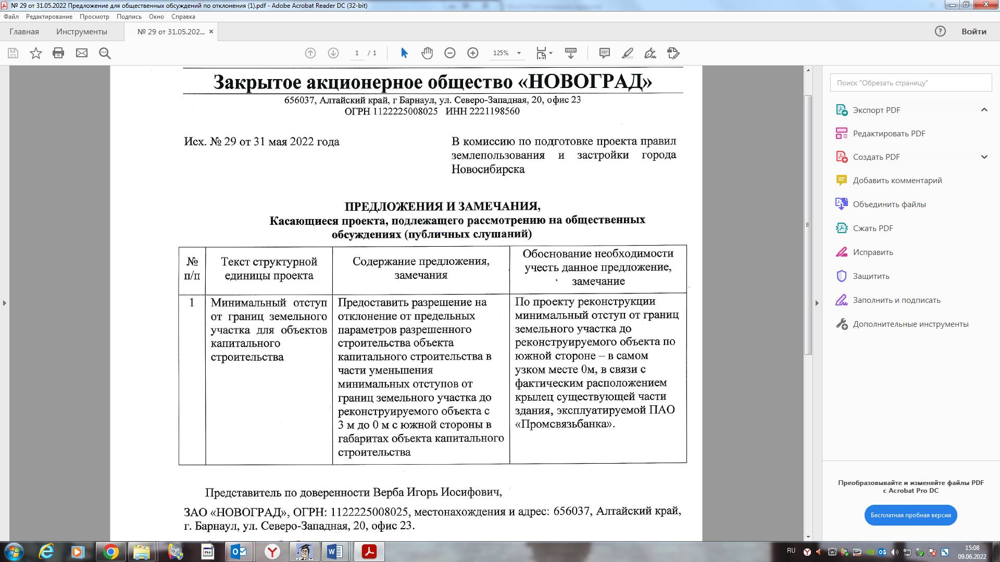 № 29 от 31.05.2022 Предложение для общественных обсуждений по отклонения (1).pdf - Adobe Acrobat Reader DC (32-bit)
Файл Редактирование Просмотр Подпись Окно Справка
Главная Инструменты № 29 от 31.05.202... × Войти
1 / 1 125%
Закрытое акционерное общество «НОВОГРАД»
656037, Алтайский край, г Барнаул, ул. Северо-Западная, 20, офис 23
ОГРН 1122225008025 ИНН 2221198560
Исх. № 29 от 31 мая 2022 года
В комиссию по подготовке проекта правил
землепользования и застройки города
Новосибирска
ПРЕДЛОЖЕНИЯ И ЗАМЕЧАНИЯ,
Касающиеся проекта, подлежащего рассмотрению на общественных
обсуждениях (публичных слушаний)
№
п/п
Текст структурной
единицы проекта
Содержание предложения,
замечания
Обоснование необходимости
учесть данное предложение,
замечание
1
Минимальный отступ
от границ земельного
участка для объектов
капитального
строительства
Предоставить разрешение на
отклонение от предельных
параметров разрешенного
строительства объекта
капитального строительства в
части уменьшения
минимальных отступов от
границ земельного участка до
реконструируемого объекта с
3 м до 0 м с южной стороны в
габаритах объекта капитального
строительства
По проекту реконструкции
минимальный отступ от границ
земельного участка до
реконструируемого объекта по
южной стороне – в самом
узком месте 0м, в связи с
фактическим расположением
крылец существующей части
здания, эксплуатируемой ПАО
«Промсвязьбанка».
Представитель по доверенности Верба Игорь Иосифович,
ЗАО «НОВОГРАД», ОГРН: 1122225008025, местонахождения и адрес: 656037, Алтайский край,
г. Барнаул, ул. Северо-Западная, 20, офис 23.
Поиск "Обрезать страницу"
Экспорт PDF
Редактировать PDF
Создать PDF
Добавить комментарий
Объединить файлы
Сжать PDF
Исправить
Защитить
Заполнить и подписать
Дополнительные инструменты
Преобразовывайте и изменяйте файлы PDF
с Acrobat Pro DC
Бесплатная пробная версия
RU
15:08
09.06.2022